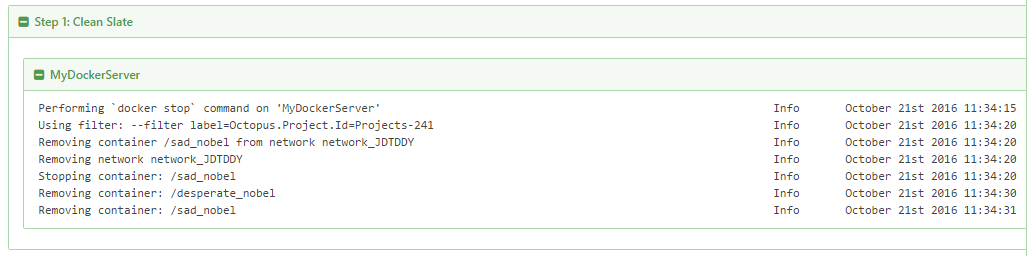 Step 1: Clean Slate
MyDockerServer
Performing `docker stop` command on 'MyDockerServer' Info October 21st 2016 11:34:15
Using filter: --filter label=Octopus.Project.Id=Projects-241 Info October 21st 2016 11:34:20
Removing container /sad_nobel from network network_JDTDDY Info October 21st 2016 11:34:20
Removing network network_JDTDDY Info October 21st 2016 11:34:20
Stopping container: /sad_nobel Info October 21st 2016 11:34:20
Removing container: /desperate_nobel Info October 21st 2016 11:34:30
Removing container: /sad_nobel Info October 21st 2016 11:34:31